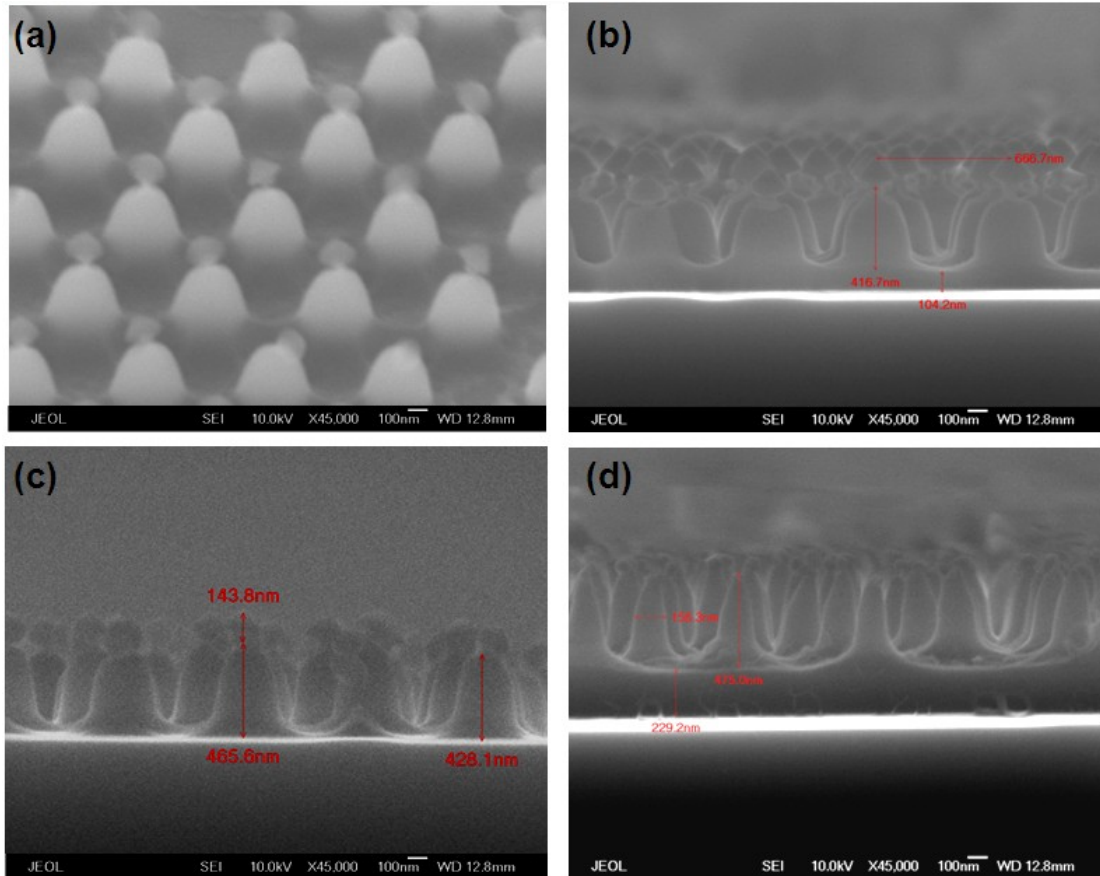 (a)
JEOL SEI 10.0kV X45,000 100nm WD 12.8mm
(b)
666.7nm
416.7nm
104.2nm
JEOL SEI 10.0kV X45,000 100nm WD 12.8mm
(c)
143.8nm
465.6nm
428.1nm
JEOL SEI 10.0kV X45,000 100nm WD 12.8mm
(d)
229.2nm
JEOL SEI 10.0kV X45,000 100nm WD 12.8mm